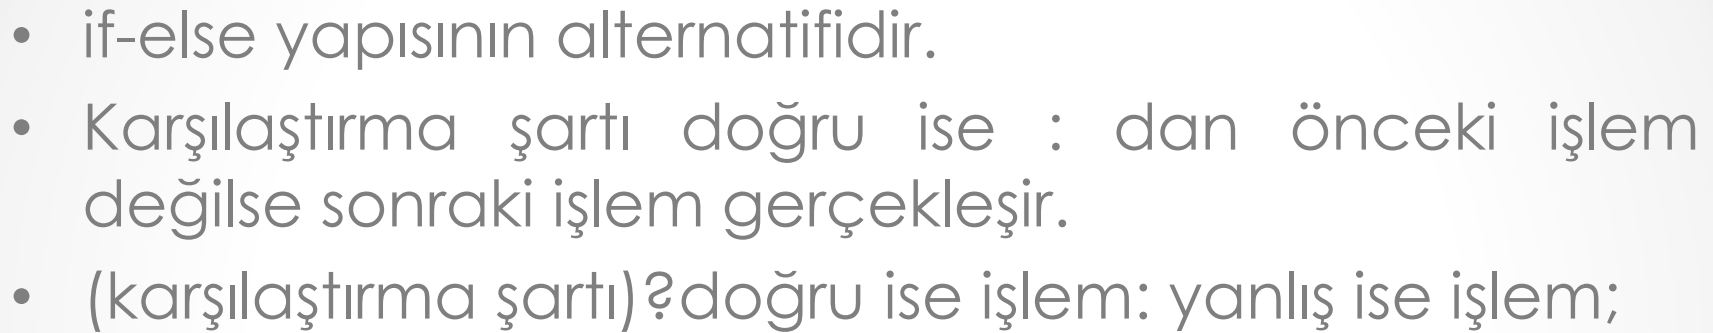 • if-else yapısının alternatifidir.
• Karşılaştırma şartı doğru ise : dan önceki işlem
değilse sonraki işlem gerçekleşir.
• (karşılaştırma şartı)?doğru ise işlem: yanlış ise işlem;